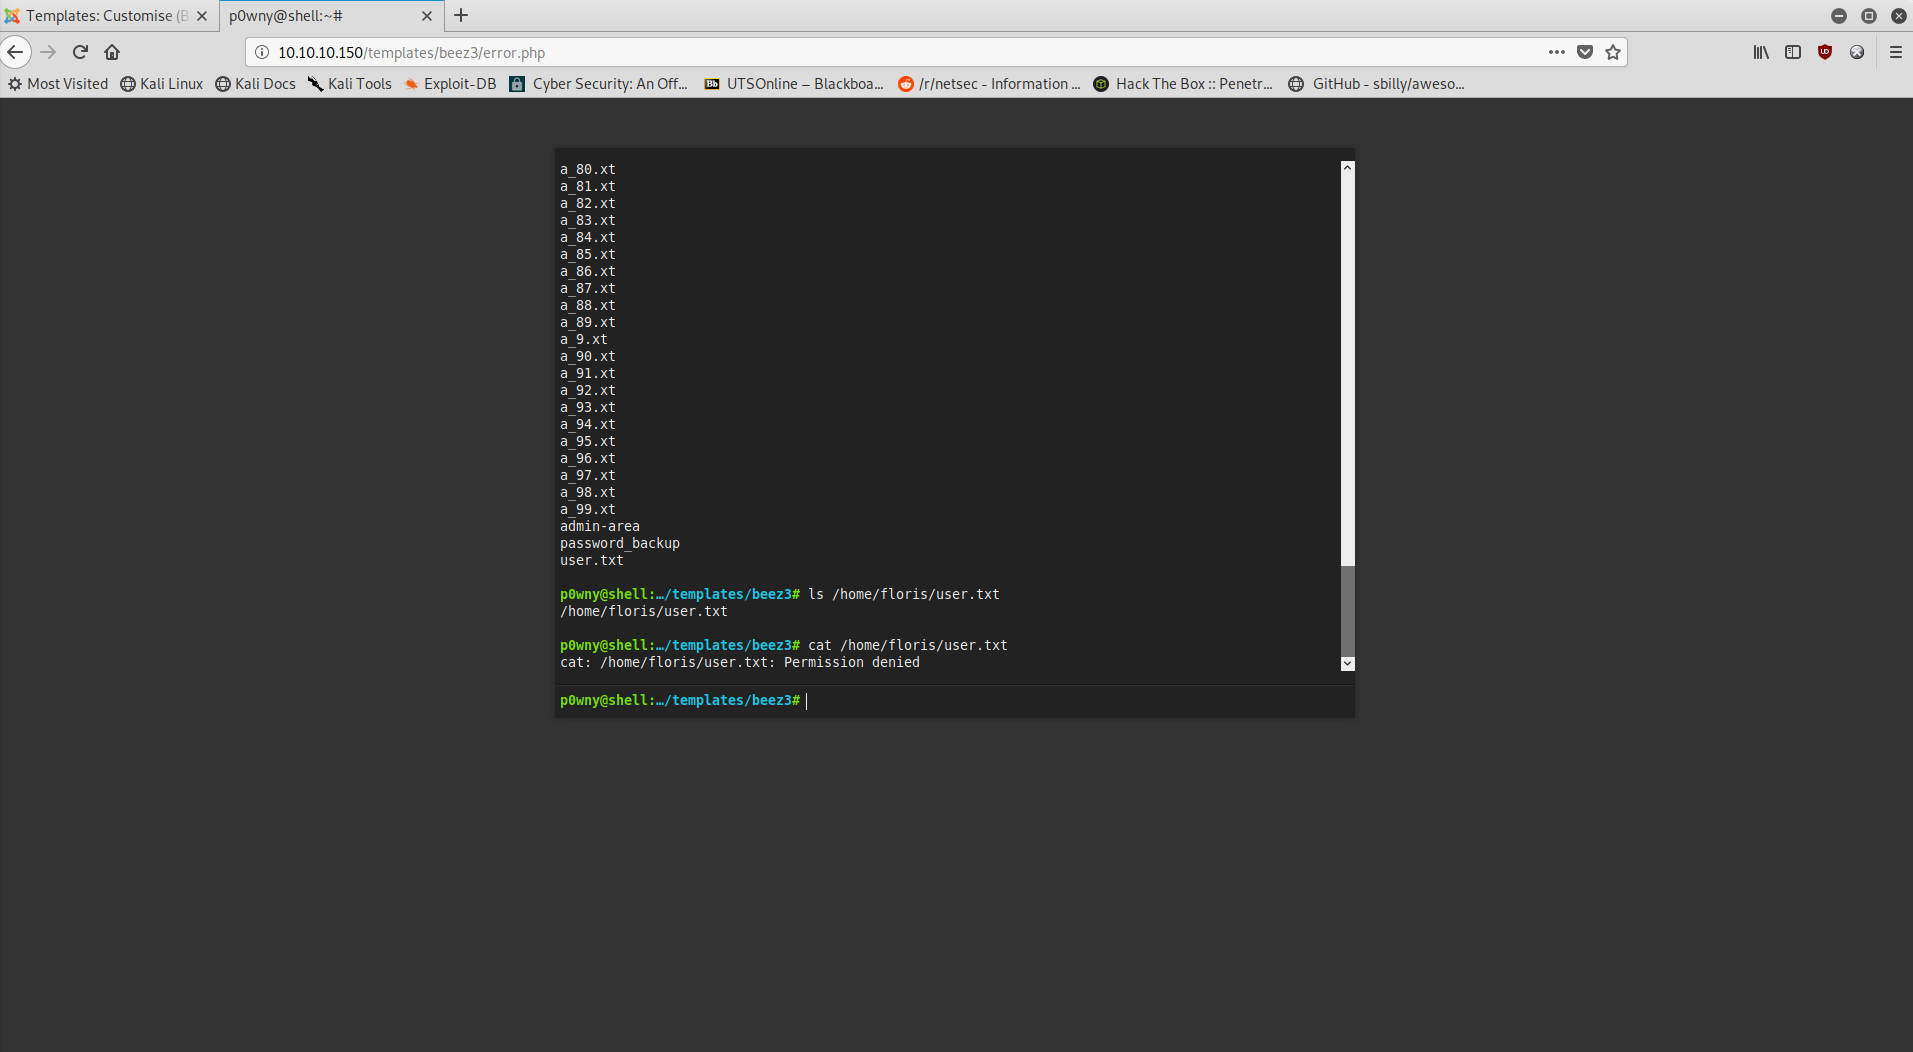 Templates: Customise (B
p0wny@shell:~#
10.10.10.150/templates/beez3/error.php
Most Visited
Kali Linux
Kali Docs
Kali Tools
Exploit-DB
Cyber Security: An Off...
Bb
UTSOnline – Blackboa...
/r/netsec - Information ...
Hack The Box :: Penetr...
GitHub - sbilly/aweso...
a_80.xt
a_81.xt
a_82.xt
a_83.xt
a_84.xt
a_85.xt
a_86.xt
a_87.xt
a_88.xt
a_89.xt
a_9.xt
a_90.xt
a_91.xt
a_92.xt
a_93.xt
a_94.xt
a_95.xt
a_96.xt
a_97.xt
a_98.xt
a_99.xt
admin-area
password_backup
user.txt
p0wny@shell:…/templates/beez3# ls /home/floris/user.txt
/home/floris/user.txt
p0wny@shell:…/templates/beez3# cat /home/floris/user.txt
cat: /home/floris/user.txt: Permission denied
p0wny@shell:…/templates/beez3#